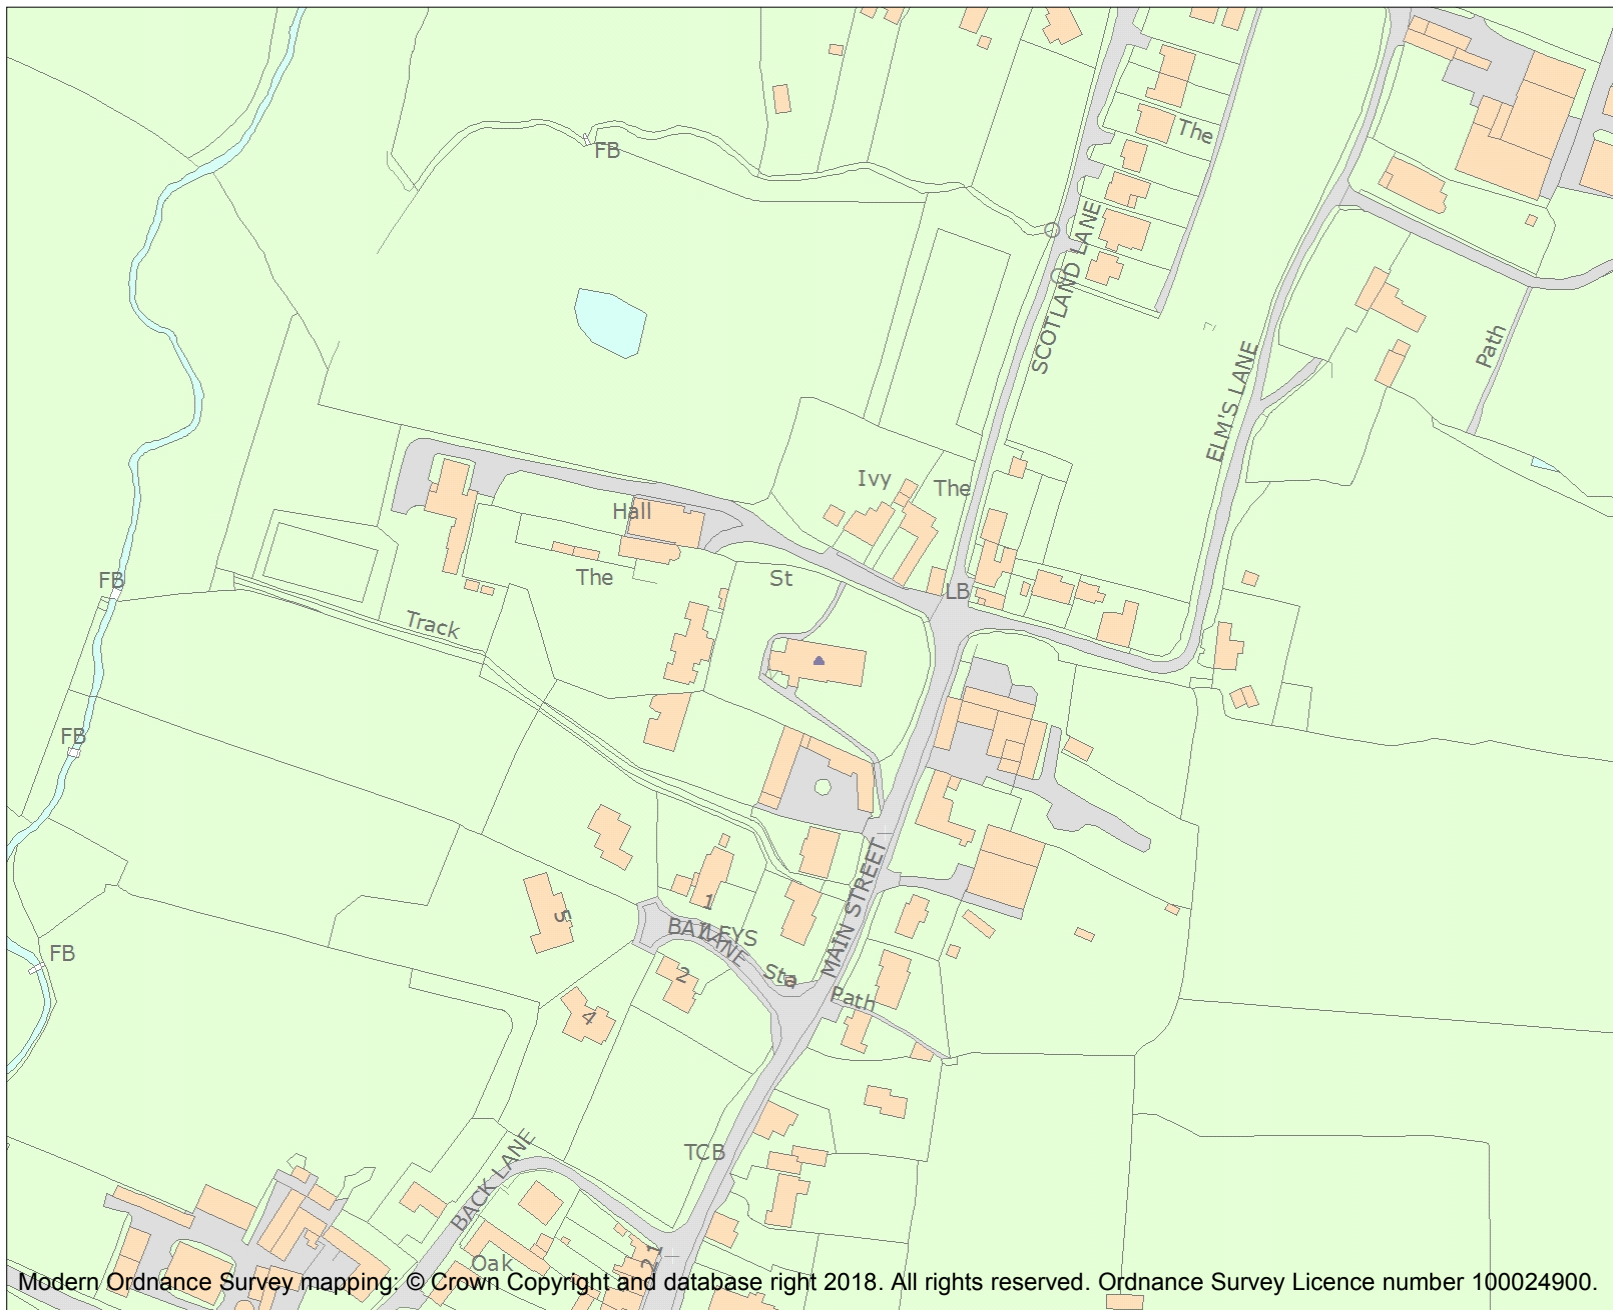 The
FB
SCOTLAND LANE
ELM'S LANE
Path
Ivy
The
Hall
FB
The
St
LB
Track
FB
MAIN STREET
1
5
BAILEYS
LANE
FB
2
Sta
Path
4
TCB
BACK LANE
Oak
21
Modern Ordnance Survey mapping: © Crown Copyright and database right 2018. All rights reserved. Ordnance Survey Licence number 100024900.